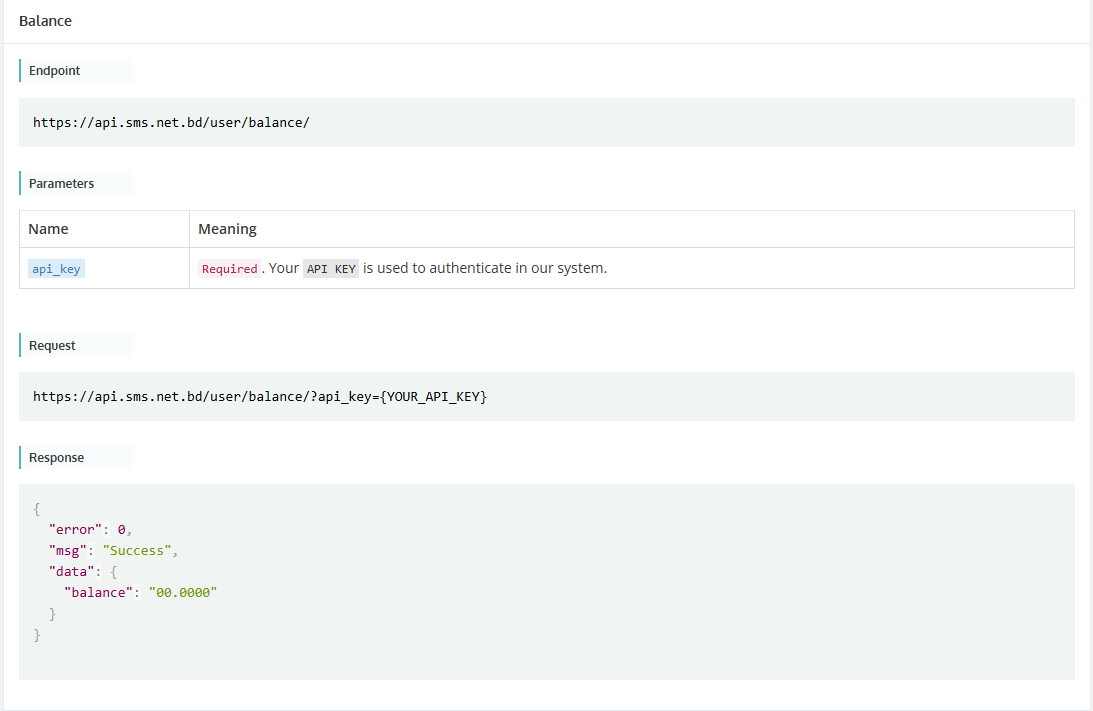 Balance
Endpoint
https://api.sms.net.bd/user/balance/
Parameters
Name Meaning
api_key Required. Your API KEY is used to authenticate in our system.
Request
https://api.sms.net.bd/user/balance/?api_key={YOUR_API_KEY}
Response
{
  "error": 0,
  "msg": "Success",
  "data": {
    "balance": "00.0000"
  }
}